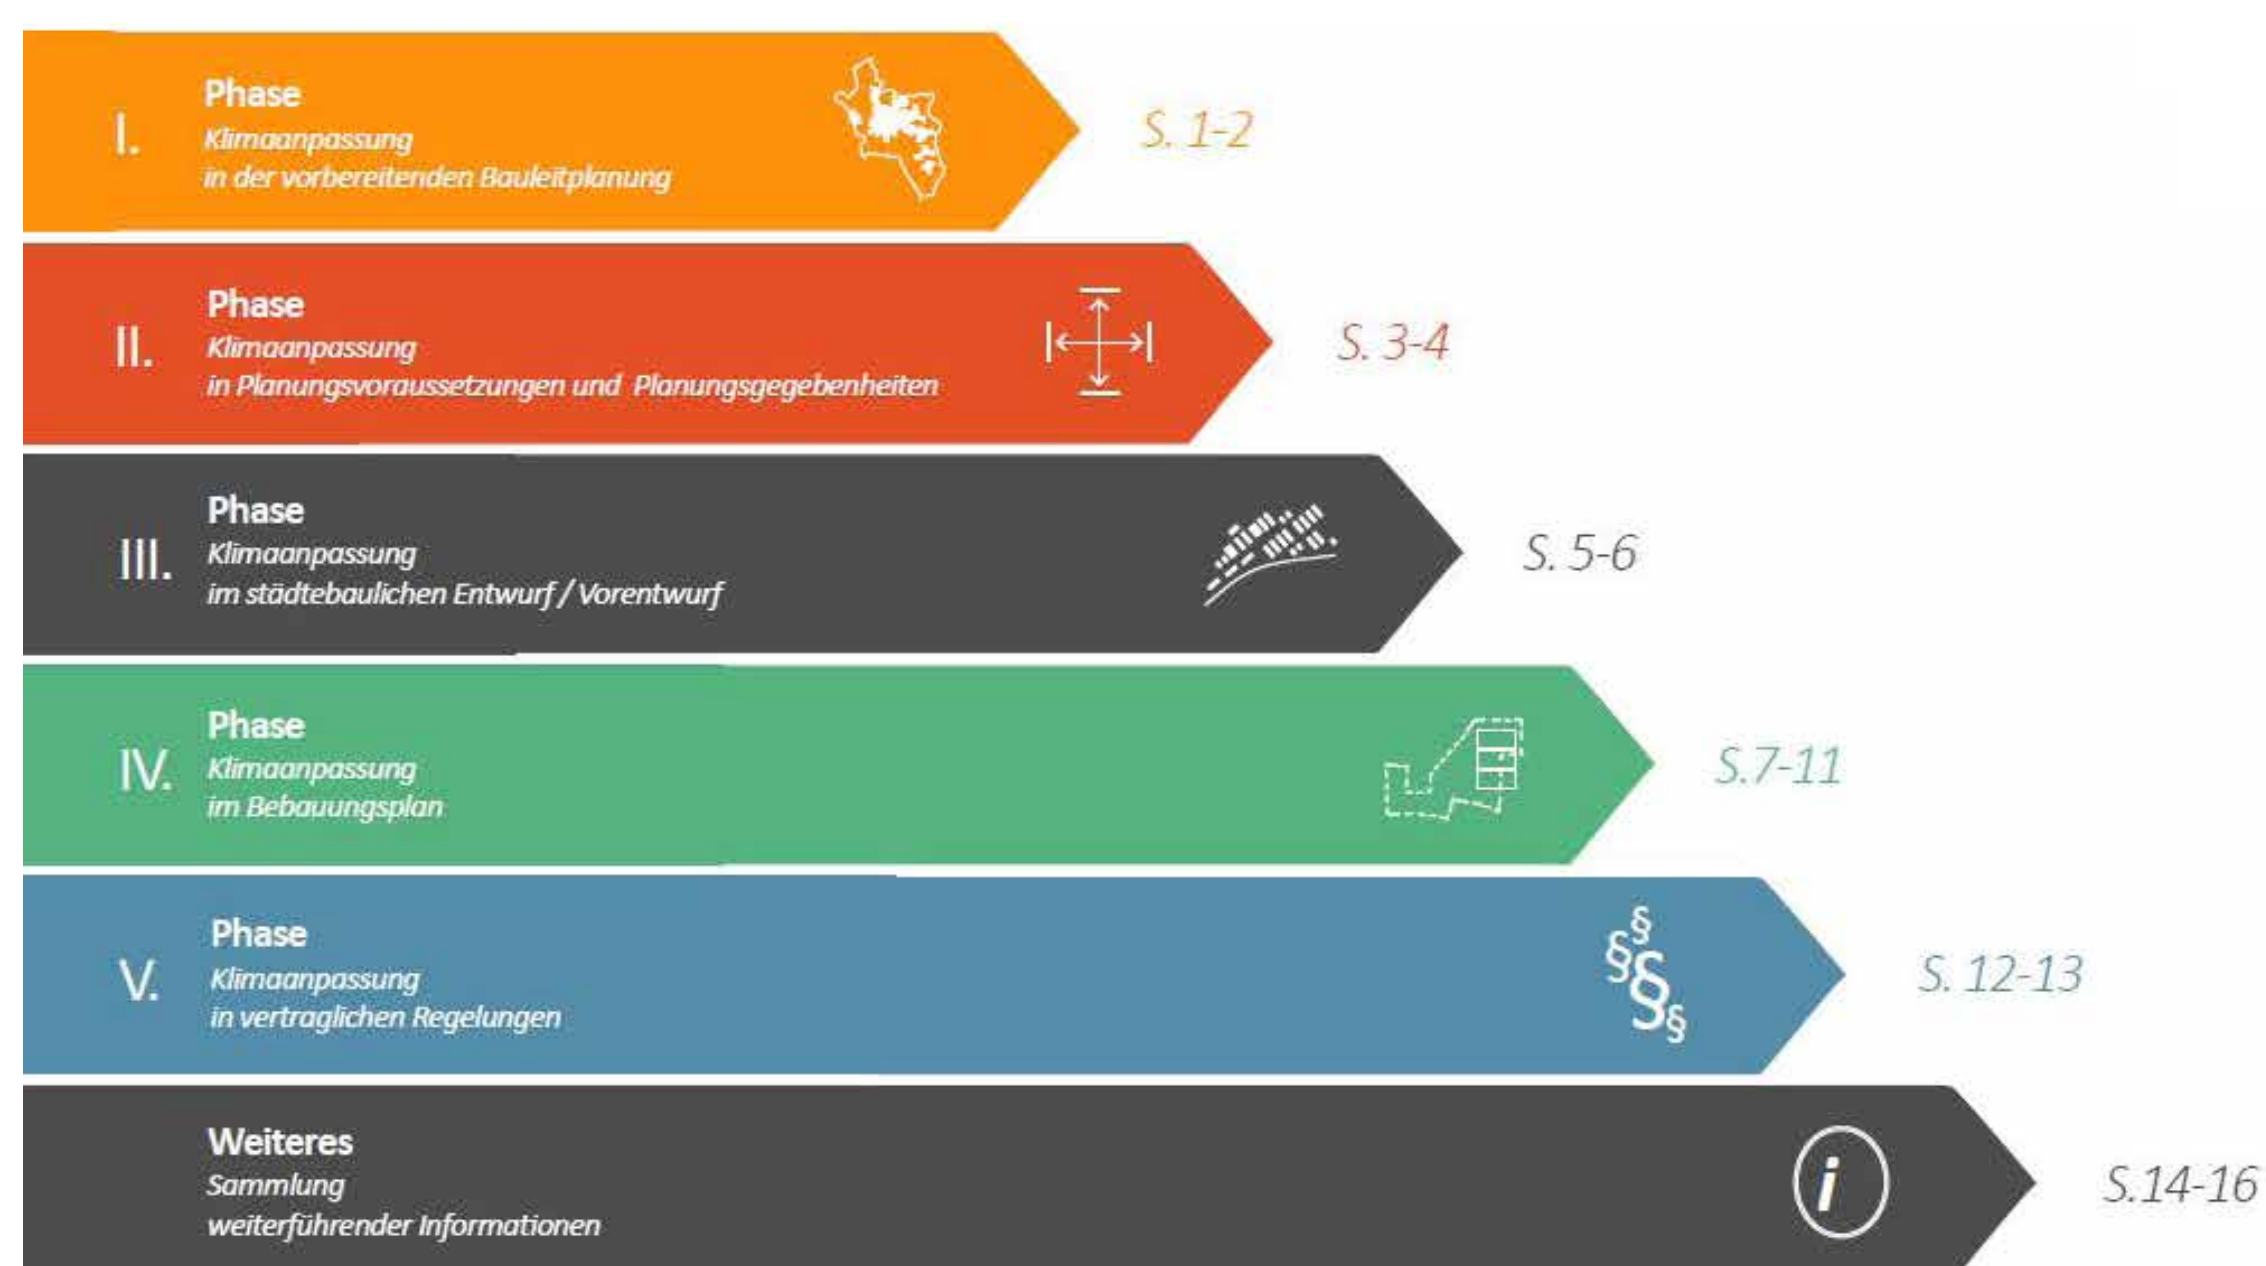 I.
Phase
Klimaanpassung
in der vorbereitenden Bauleitplanung
S. 1-2
II.
Phase
Klimaanpassung
in Planungsvoraussetzungen und Planungsgegebenheiten
S. 3-4
III.
Phase
Klimaanpassung
im städtebaulichen Entwurf / Vorentwurf
S. 5-6
IV.
Phase
Klimaanpassung
im Bebauungsplan
S.7-11
V.
Phase
Klimaanpassung
in vertraglichen Regelungen
§
§
§
§
S. 12-13
Weiteres
Sammlung
weiterführender Informationen
i
S.14-16